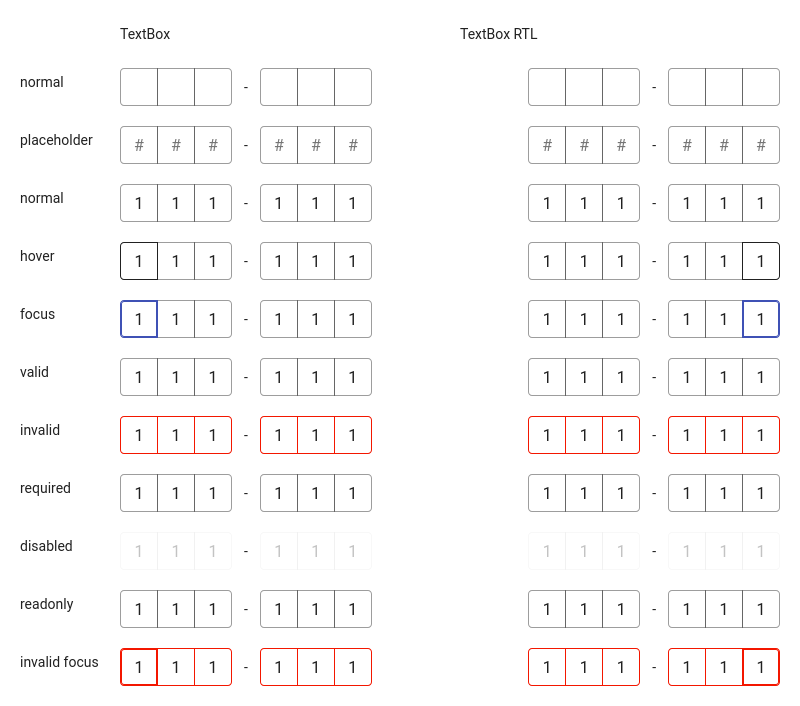 TextBox TextBox RTL
normal - -
placeholder # # # - # # # # # # - # # #
normal 1 1 1 - 1 1 1 1 1 1 - 1 1 1
hover 1 1 1 - 1 1 1 1 1 1 - 1 1 1
focus 1 1 1 - 1 1 1 1 1 1 - 1 1 1
valid 1 1 1 - 1 1 1 1 1 1 - 1 1 1
invalid 1 1 1 - 1 1 1 1 1 1 - 1 1 1
required 1 1 1 - 1 1 1 1 1 1 - 1 1 1
disabled 1 1 1 - 1 1 1 1 1 1 - 1 1 1
readonly 1 1 1 - 1 1 1 1 1 1 - 1 1 1
invalid focus 1 1 1 - 1 1 1 1 1 1 - 1 1 1